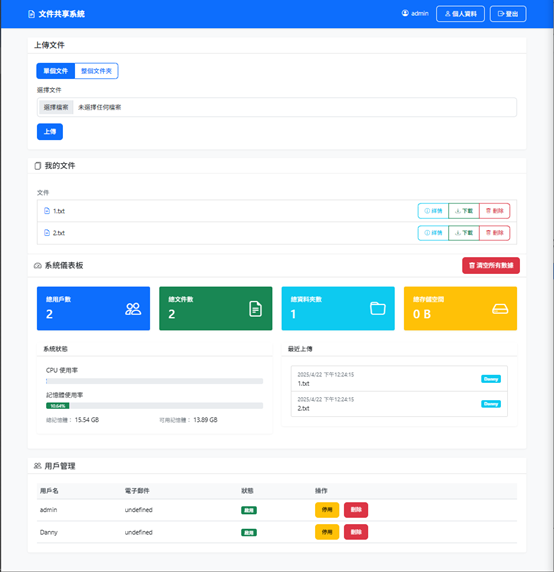 文件共享系統
admin 個人資料 登出
上傳文件
單個文件 整個文件夾
選擇文件
選擇檔案 未選擇任何檔案
上傳
我的文件
文件
1.txt 詳情 下載 刪除
2.txt 詳情 下載 刪除
系統儀表板 清空所有數據
總用戶數 總文件數 總資料夾數 總存儲空間
2 2 1 0 B
系統狀態
CPU 使用率
記憶體使用率
10.64%
總記憶體： 15.54 GB 可用記憶體： 13.89 GB
最近上傳
2025/4/22 下午12:24:15
1.txt Danny
2025/4/22 下午12:24:15
2.txt Danny
用戶管理
用戶名 電子郵件 狀態 操作
admin undefined 啟用 停用 刪除
Danny undefined 啟用 停用 刪除